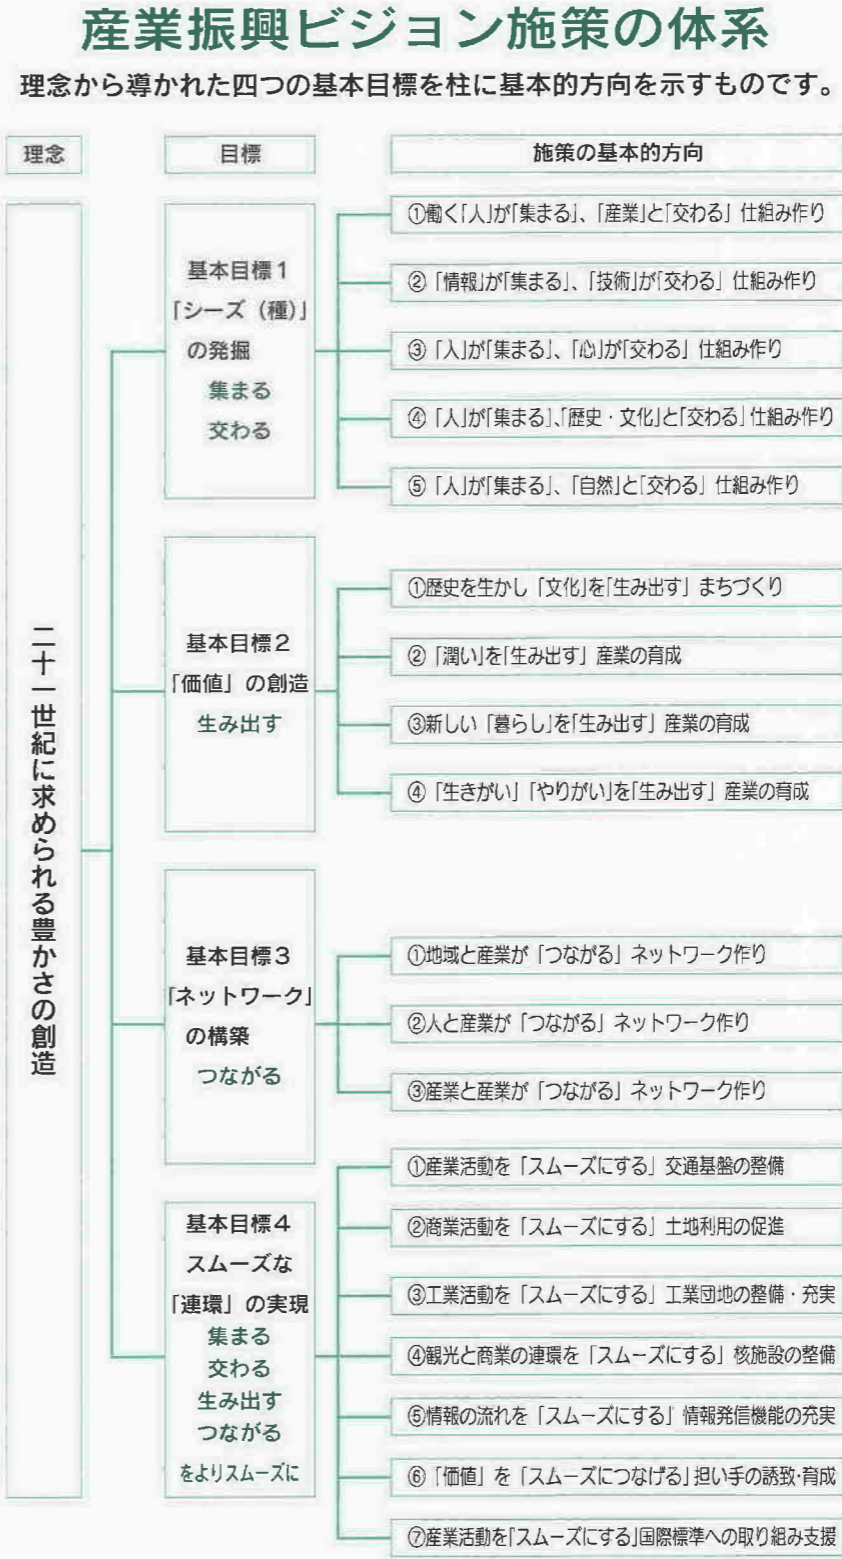 産業振興ビジョン施策の体系
理念から導かれた四つの基本目標を柱に基本的方向を示すものです。
理念
目標
施策の基本的方向
二十一世紀に求められる豊かさの創造
基本目標1
「シーズ（種）」
の発掘
集まる
交わる
①働く「人」が「集まる」、「産業」と「交わる」仕組み作り
②「情報」が「集まる」、「技術」が「交わる」仕組み作り
③「人」が「集まる」、「心」が「交わる」仕組み作り
④「人」が「集まる」、「歴史・文化」と「交わる」仕組み作り
⑤「人」が「集まる」、「自然」と「交わる」仕組み作り
基本目標2
「価値」の創造
生み出す
①歴史を生かし「文化」を「生み出す」まちづくり
②「潤い」を「生み出す」産業の育成
③新しい「暮らし」を「生み出す」産業の育成
④「生きがい」「やりがい」を「生み出す」産業の育成
基本目標3
「ネットワーク」
の構築
つながる
①地域と産業が「つながる」ネットワーク作り
②人と産業が「つながる」ネットワーク作り
③産業と産業が「つながる」ネットワーク作り
基本目標4
スムーズな
「連環」の実現
集まる
交わる
生み出す
つながる
をよりスムーズに
①産業活動を「スムーズにする」交通基盤の整備
②商業活動を「スムーズにする」土地利用の促進
③工業活動を「スムーズにする」工業団地の整備・充実
④観光と商業の連環を「スムーズにする」核施設の整備
⑤情報の流れを「スムーズにする」情報発信機能の充実
⑥「価値」を「スムーズにつなげる」担い手の誘致・育成
⑦産業活動を「スムーズにする」国際標準への取り組み支援